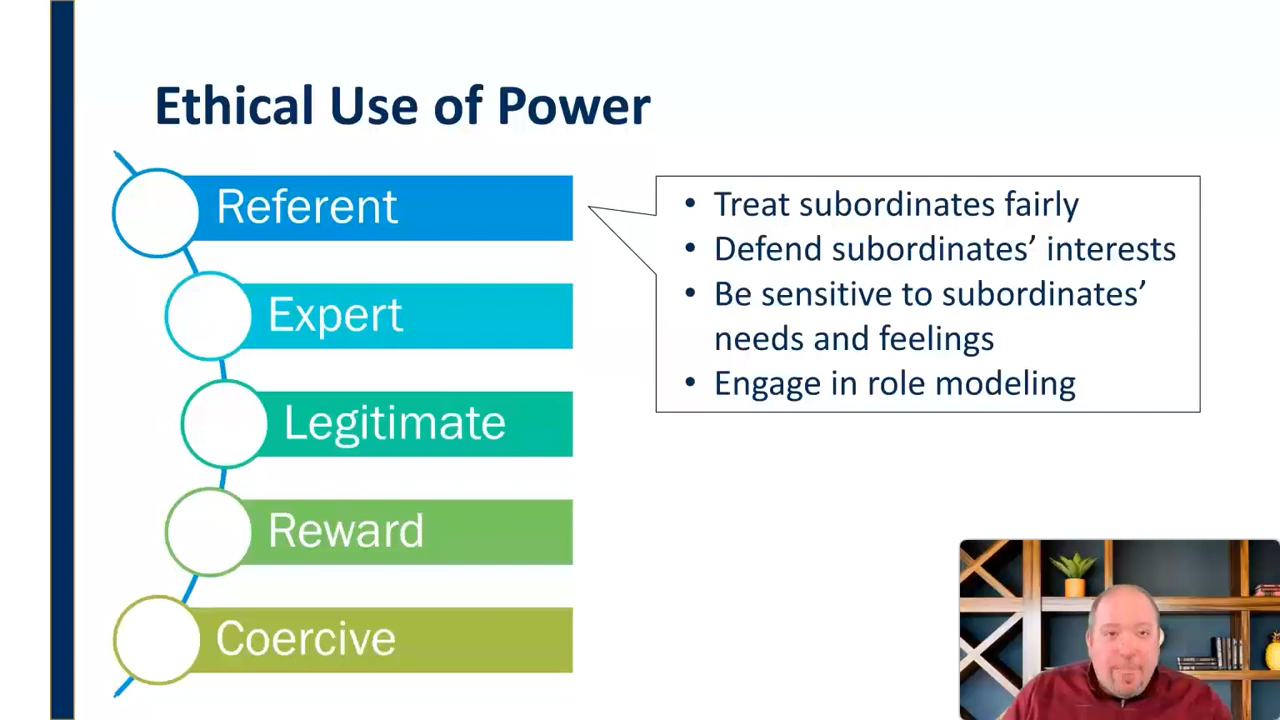 Ethical Use of Power
Referent
Expert
Legitimate
Reward
Coercive
• Treat subordinates fairly
• Defend subordinates’ interests
• Be sensitive to subordinates’
needs and feelings
• Engage in role modeling